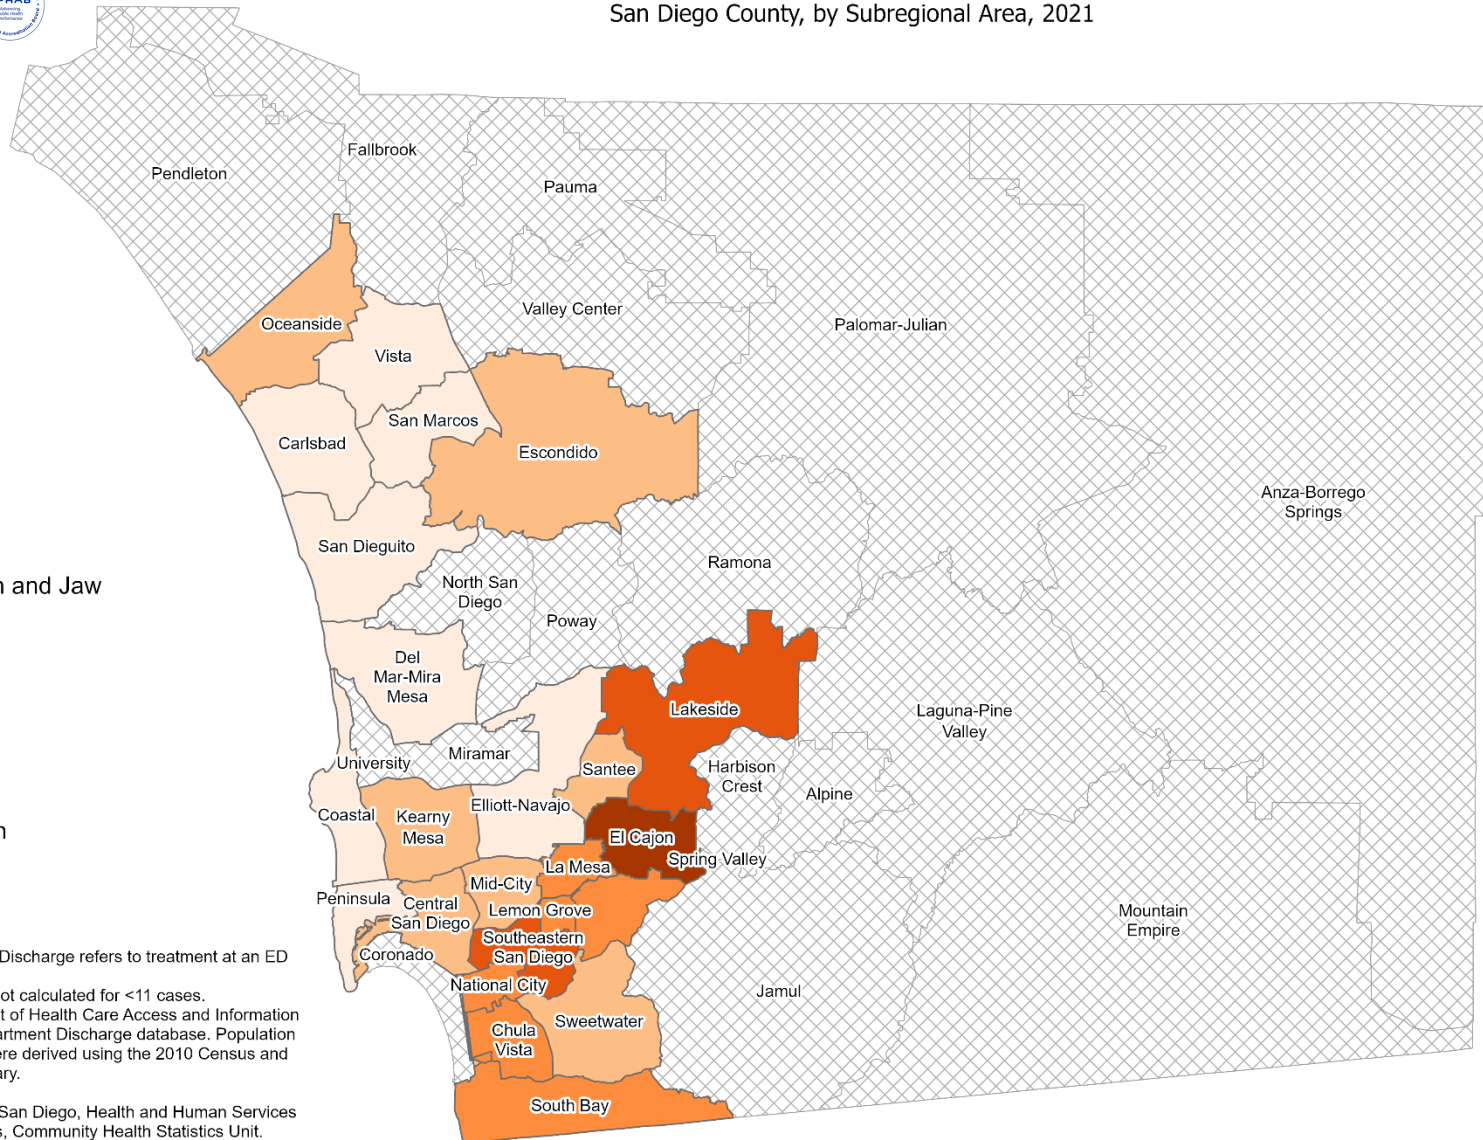 PHAB
Advancing
public health
performance
San Diego County, by Subregional Area, 2021
Fallbrook
Pendleton
Pauma
Valley Center
Oceanside
Palomar-Julian
Vista
San Marcos
Carlsbad
Escondido
Anza-Borrego
Springs
San Dieguito
Ramona
North San
Diego
n and Jaw
Poway
Del
Mar-Mira
Mesa
Lakeside
Laguna-Pine
Valley
Miramar
University
Santee
Harbison
Crest
Alpine
Elliott-Navajo
Coastal
Kearny
Mesa
n
El Cajon
Spring Valley
La Mesa
Mid-City
Peninsula
Central
San Diego
Lemon Grove
Mountain
Empire
Southeastern
San Diego
Coronado
Discharge refers to treatment at an ED
National City
Jamul
ot calculated for <11 cases.
t of Health Care Access and Information
Sweetwater
artment Discharge database. Population
Chula
Vista
ere derived using the 2010 Census and
ary.
South Bay
San Diego, Health and Human Services
s, Community Health Statistics Unit.